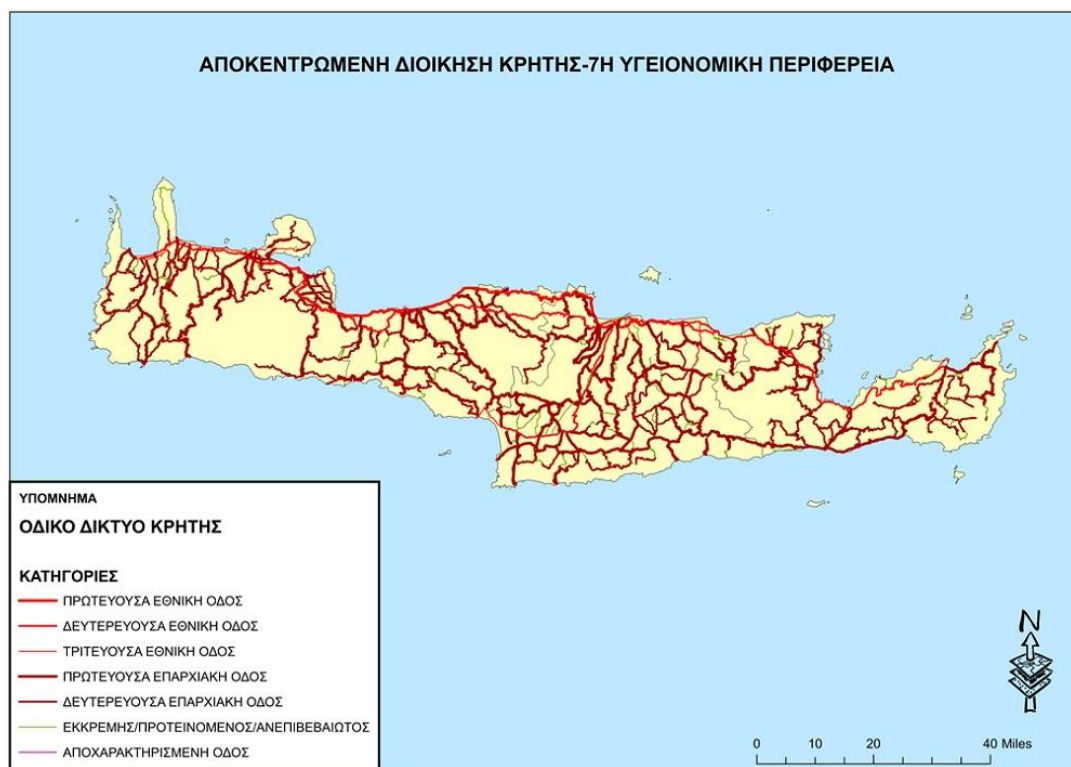 ΑΠΟΚΕΝΤΡΩΜΕΝΗ ΔΙΟΙΚΗΣΗ ΚΡΗΤΗΣ-7Η ΥΓΕΙΟΝΟΜΙΚΗ ΠΕΡΙΦΕΡΕΙΑ
ΥΠΟΜΝΗΜΑ
ΟΔΙΚΟ ΔΙΚΤΥΟ ΚΡΗΤΗΣ
ΚΑΤΗΓΟΡΙΕΣ
ΠΡΩΤΕΥΟΥΣΑ ΕΘΝΙΚΗ ΟΔΟΣ
ΔΕΥΤΕΡΕΥΟΥΣΑ ΕΘΝΙΚΗ ΟΔΟΣ
ΤΡΙΤΕΥΟΥΣΑ ΕΘΝΙΚΗ ΟΔΟΣ
ΠΡΩΤΕΥΟΥΣΑ ΕΠΑΡΧΙΑΚΗ ΟΔΟΣ
ΔΕΥΤΕΡΕΥΟΥΣΑ ΕΠΑΡΧΙΑΚΗ ΟΔΟΣ
ΕΚΚΡΕΜΗΣ/ΠΡΟΤΕΙΝΟΜΕΝΟΣ/ΑΝΕΠΙΒΕΒΑΙΩΤΟΣ
ΑΠΟΧΑΡΑΚΤΗΡΙΣΜΕΝΗ ΟΔΟΣ
N
0 10 20 40 Miles